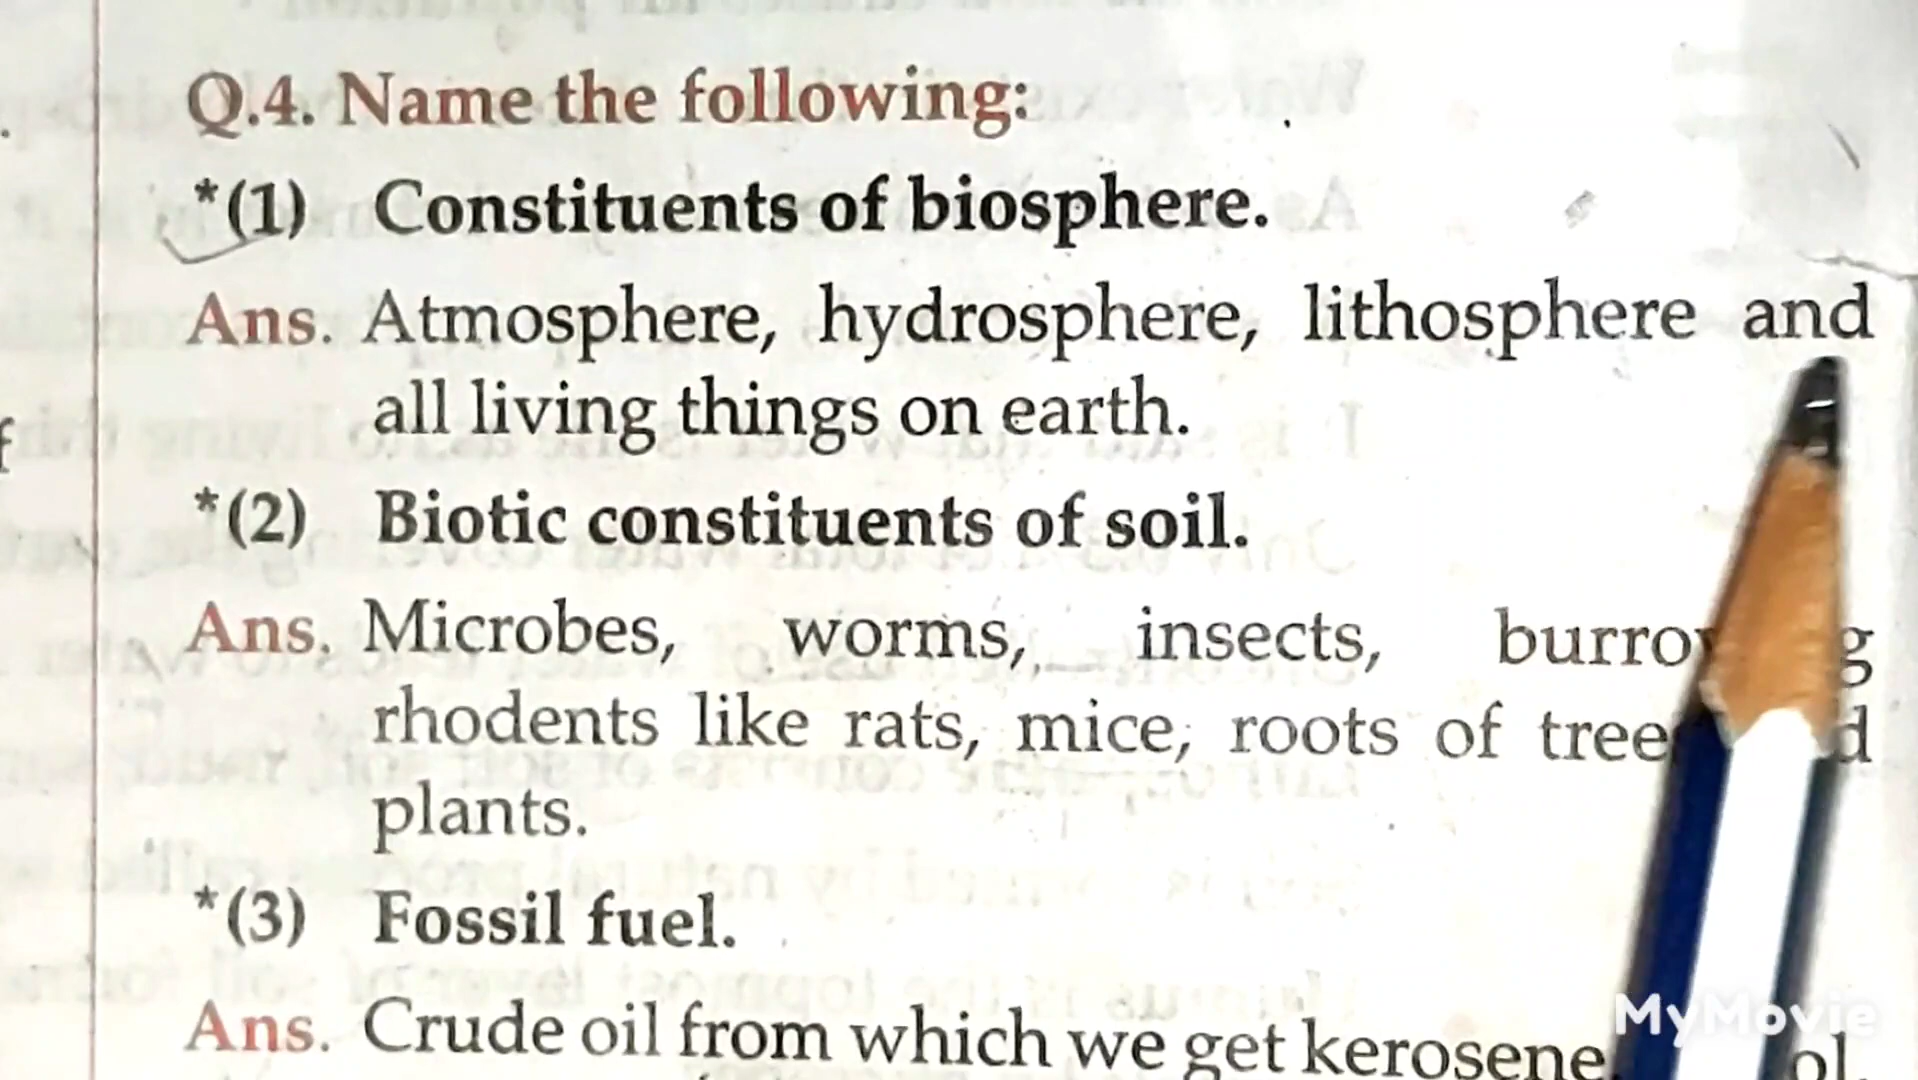 Q.4. Name the following:
*(1) Constituents of biosphere.
Ans. Atmosphere, hydrosphere, lithosphere and
all living things on earth.
*(2) Biotic constituents of soil.
Ans. Microbes, worms, insects,
rhodents like rats, mice, roots of
plants.
*(3) Fossil fuel.
Ans. Crude oil from which we get kerosene
MyMovie